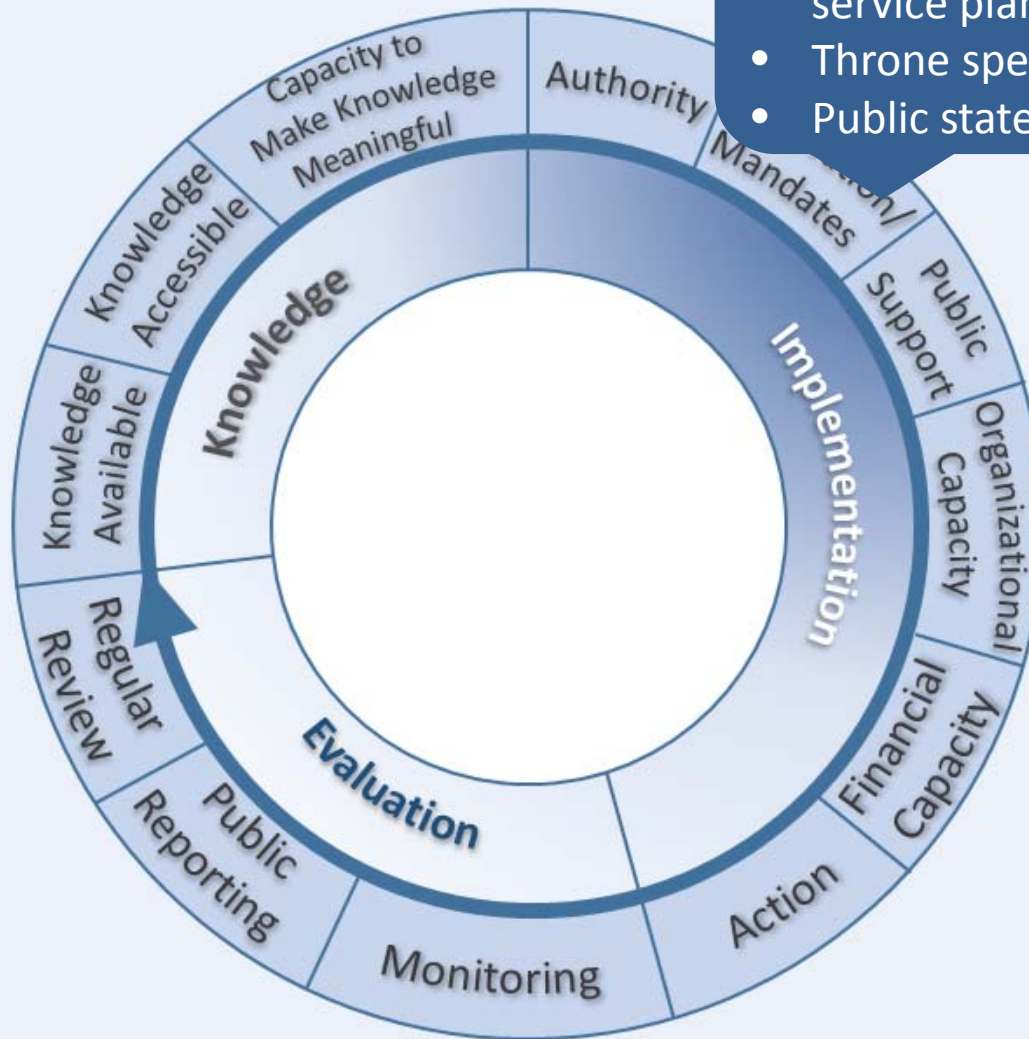 service plan
• Throne spe
• Public state
Authority
tion/
Mandates
Public
Support
Organizational
Capacity
Financial
Capacity
Action
Monitoring
Public
Reporting
Regular
Review
Knowledge
Available
Knowledge
Accessible
Capacity to
Make Knowledge
Meaningful
Knowledge
Implementation
Evaluation